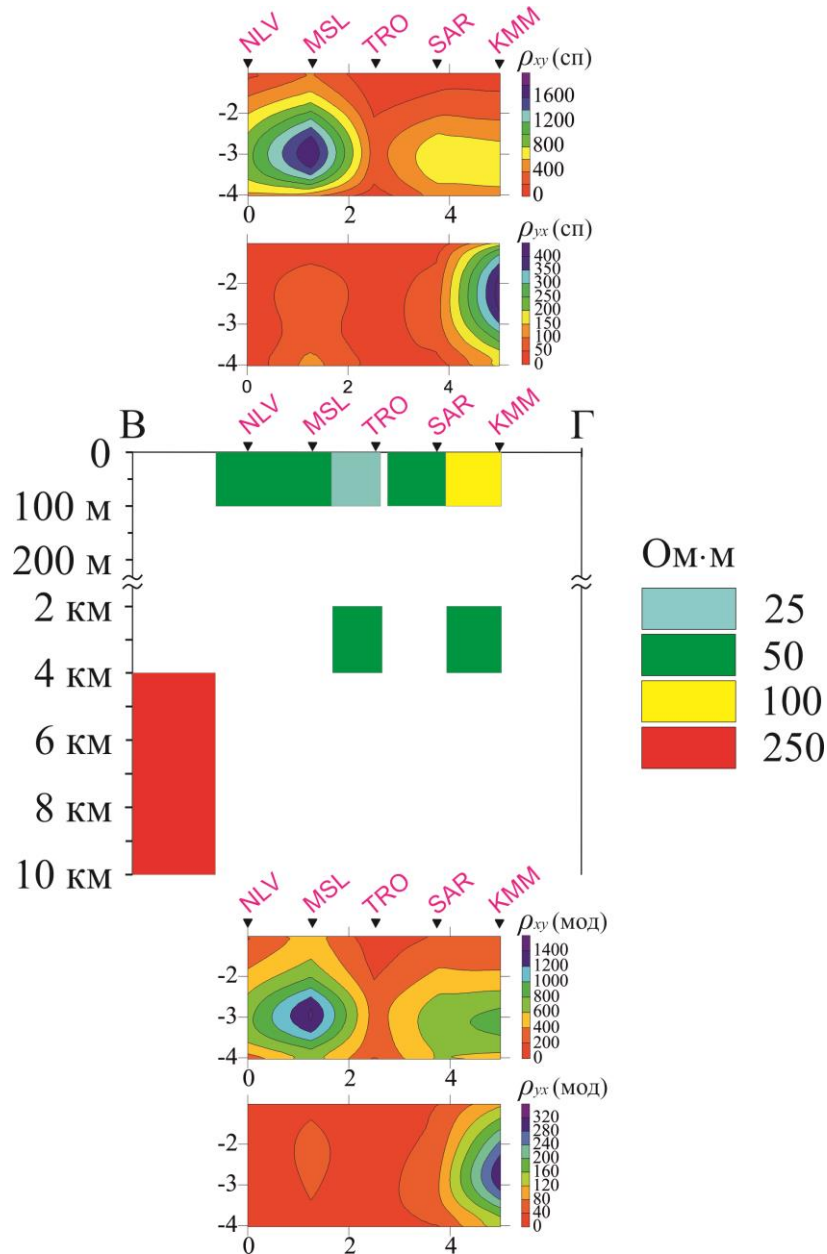 NLV MSL TRO SAR KMM
ρxy (сп)
-2
-3
-4
1600
1200
800
400
0
0 2 4
ρyx (сп)
-2
-3
-4
400
350
300
250
200
150
100
50
0
0 2 4
NLV MSL TRO SAR KMM
В Г
0
100 м
200 м
2 км
4 км
6 км
8 км
10 км
Ом·м
25
50
100
250
NLV MSL TRO SAR KMM
ρxy (мод)
-2
-3
-4
1400
1200
1000
800
600
400
200
0
0 2 4
ρyx (мод)
-2
-3
-4
320
280
240
200
160
120
80
40
0
0 2 4